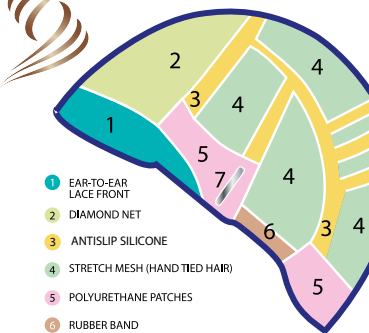 2
4
3
4
1
5
7
4
6
3
4
5
1 EAR-TO-EAR
LACE FRONT
2 DIAMOND NET
3 ANTISLIP SILICONE
4 STRETCH MESH (HAND TIED HAIR)
5 POLYURETHANE PATCHES
6 RUBBER BAND